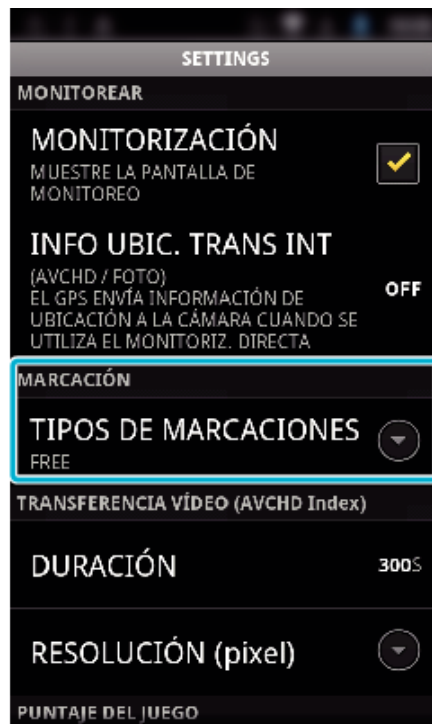 SETTINGS
MONITOREAR
MONITORIZACIÓN
MUESTRE LA PANTALLA DE
MONITOREO
INFO UBIC. TRANS INT
(AVCHD / FOTO)
EL GPS ENVÍA INFORMACIÓN DE
UBICACIÓN A LA CÁMARA CUANDO SE
UTILIZA EL MONITORIZ. DIRECTA
OFF
MARCACIÓN
TIPOS DE MARCACIONES
FREE
TRANSFERENCIA VÍDEO (AVCHD Index)
DURACIÓN 300S
RESOLUCIÓN (pixel)
PUNTAJE DEL JUEGO